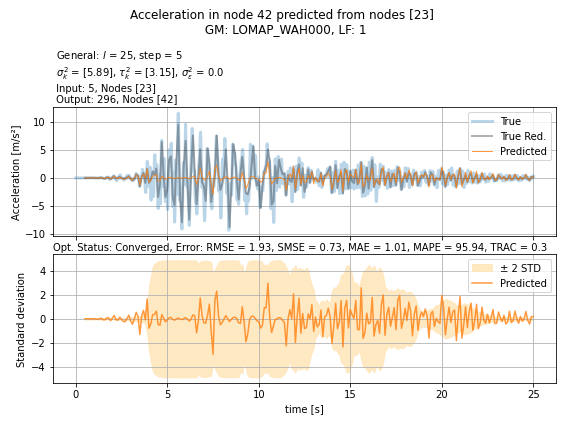 Acceleration in node 42 predicted from nodes [23]
GM: LOMAP_WAH000, LF: 1
General: l = 25, step = 5
σ²ₖ = [5.89], τ²ₖ = [3.15], σ²ₑ = 0.0
Input: 5, Nodes [23]
Output: 296, Nodes [42]
Acceleration [m/s²]
10
5
0
−5
−10
True
True Red.
Predicted
Opt. Status: Converged, Error: RMSE = 1.93, SMSE = 0.73, MAE = 1.01, MAPE = 95.94, TRAC = 0.3
Standard deviation
4
2
0
−2
−4
± 2 STD
Predicted
0 5 10 15 20 25
time [s]